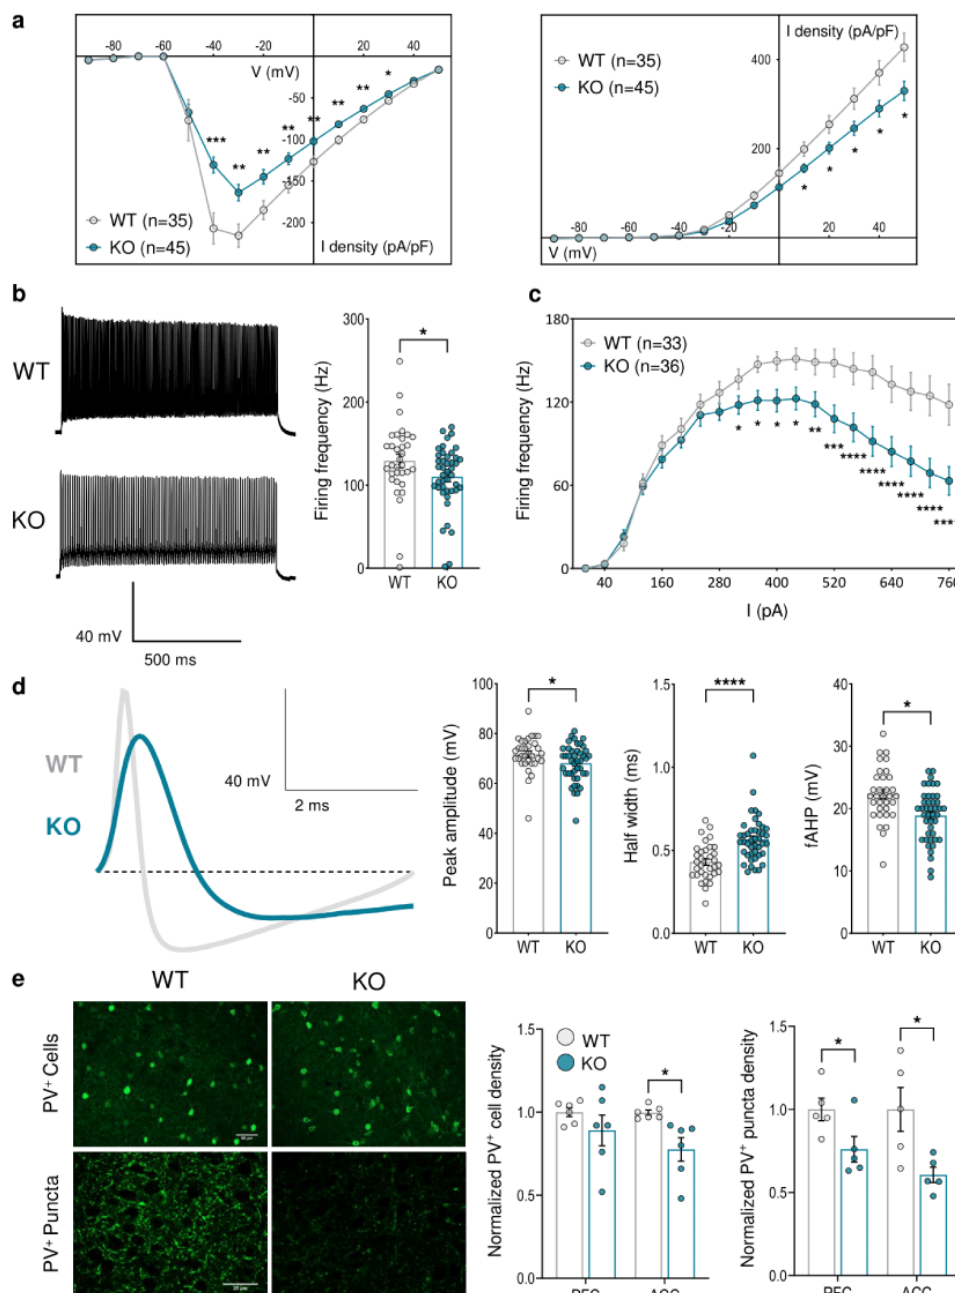 a
-80 -60 -40 -20 20 40
V (mV)
-50
-100
-150
-200
* ** ** ** ** ** ** *** **
WT (n=35)
KO (n=45)
I density (pA/pF)
I density (pA/pF)
WT (n=35)
KO (n=45)
400
200
* * * * *
-80 -60 -40 -20 20 40
V (mV)
b
WT
KO
40 mV
500 ms
Firing frequency (Hz)
300
200
100
0
*
WT KO
c
Firing frequency (Hz)
180
120
60
0
WT (n=33)
KO (n=36)
* * * * ** *** **** **** **** **** **** ****
40 160 280 400 520 640 760
I (pA)
d
WT
KO
40 mV
2 ms
Peak amplitude (mV)
100
80
60
40
20
0
*
WT KO
Half width (ms)
1.5
1.0
0.5
0.0
****
WT KO
fAHP (mV)
40
30
20
10
0
*
WT KO
e
WT KO
PV+ Cells
PV+ Puncta
Normalized PV+ cell density
1.5
1.0
0.5
0.0
WT
KO
*
PFC ACC
Normalized PV+ puncta density
1.5
1.0
0.5
0.0
* *
PFC ACC